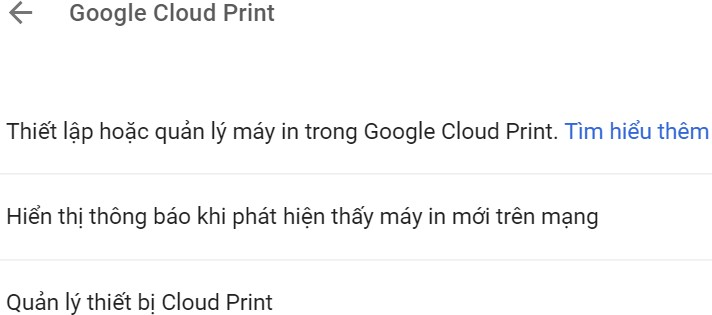 Google Cloud Print
Thiết lập hoặc quản lý máy in trong Google Cloud Print. Tìm hiểu thêm
Hiển thị thông báo khi phát hiện thấy máy in mới trên mạng
Quản lý thiết bị Cloud Print